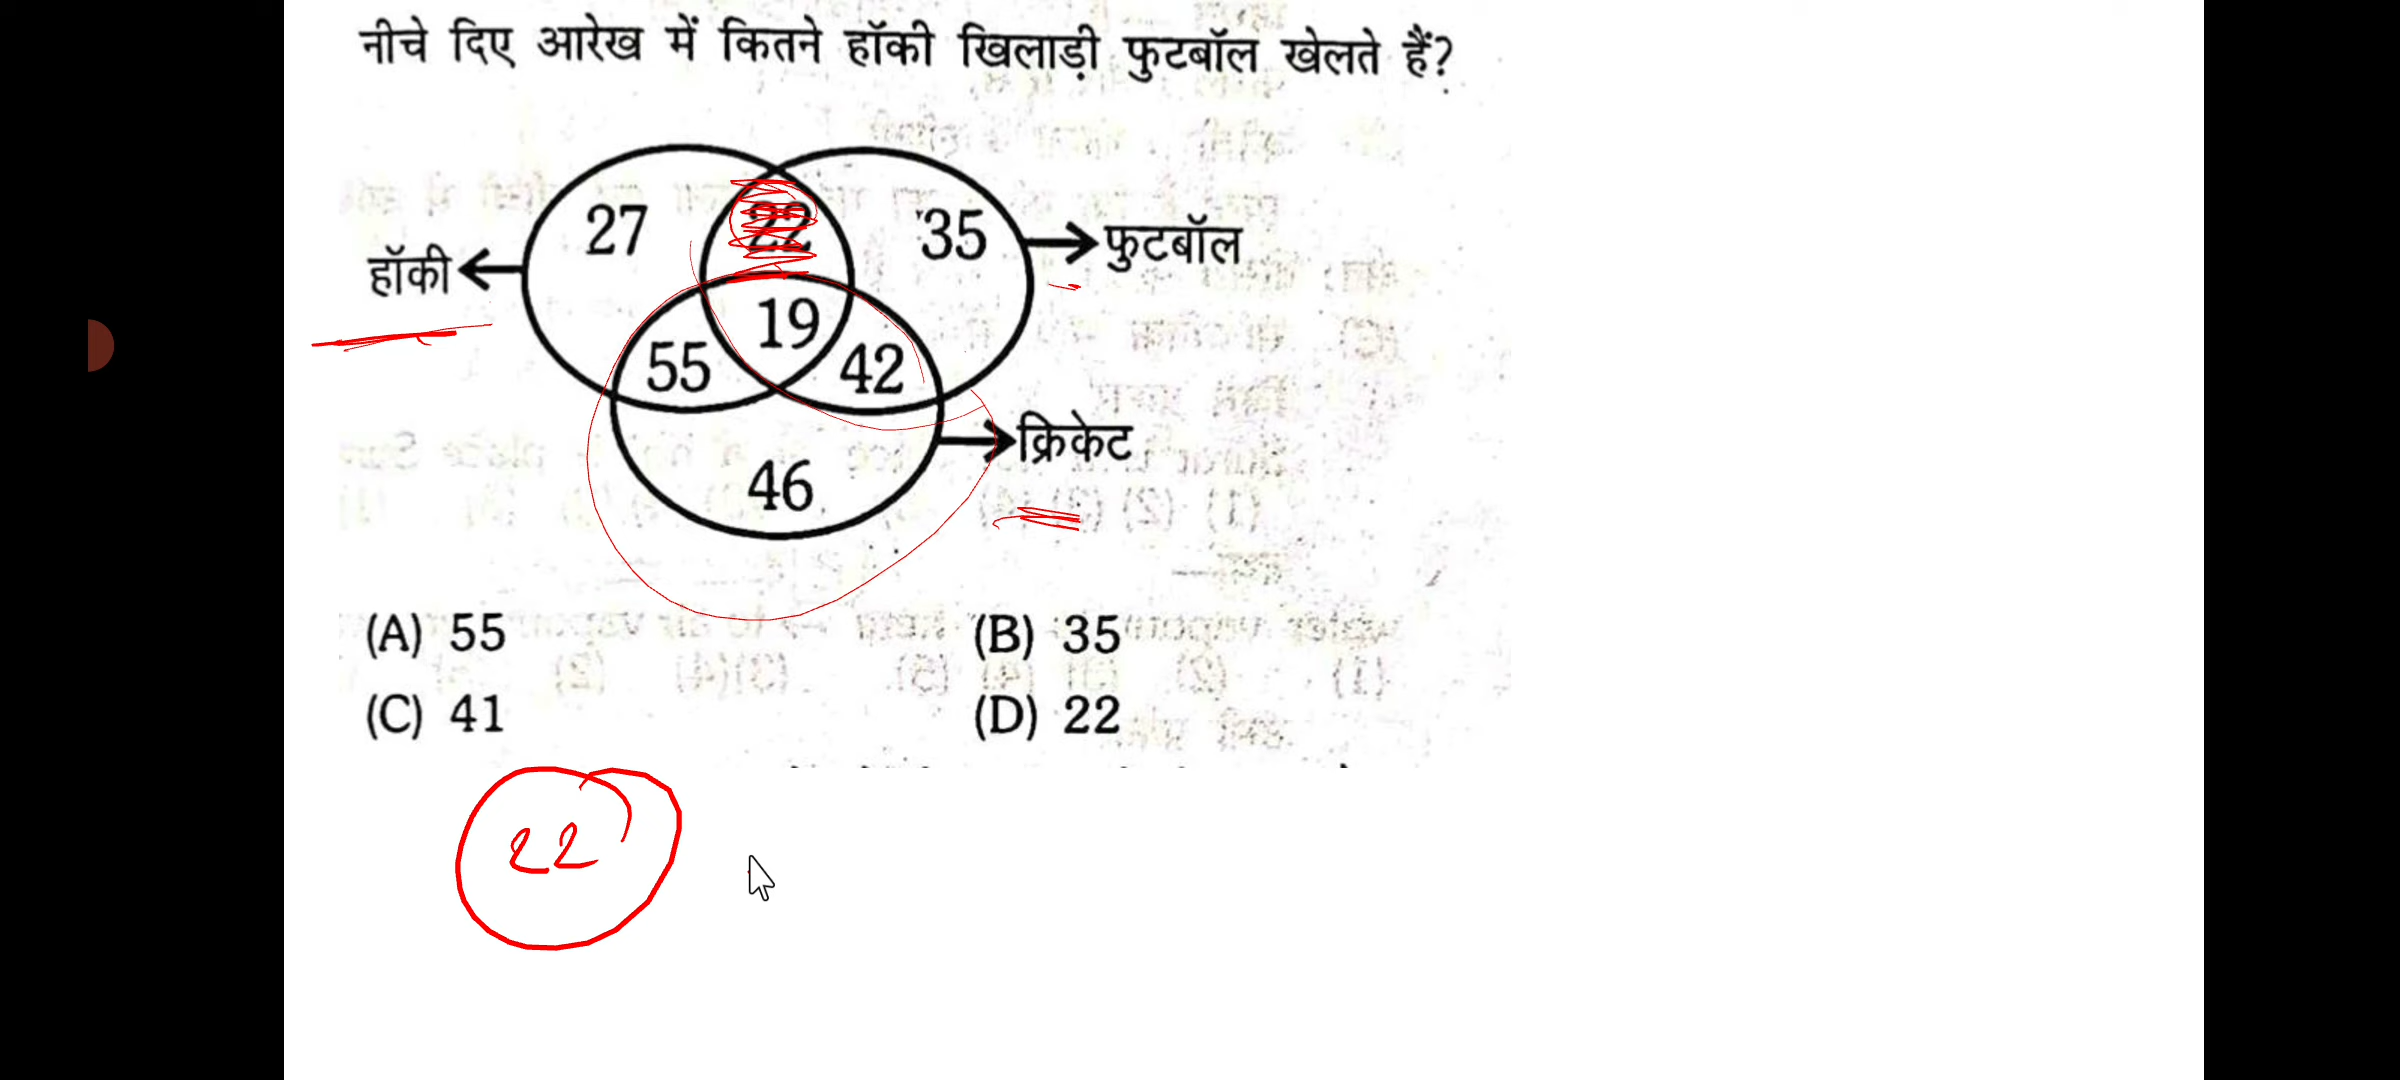 नीचे दिए आरेख में कितने हॉकी खिलाड़ी फुटबॉल खेलते हैं?
27
22
35
हॉकी
फुटबॉल
19
55
42
क्रिकेट
46
(A) 55
(B) 35
(C) 41
(D) 22
22